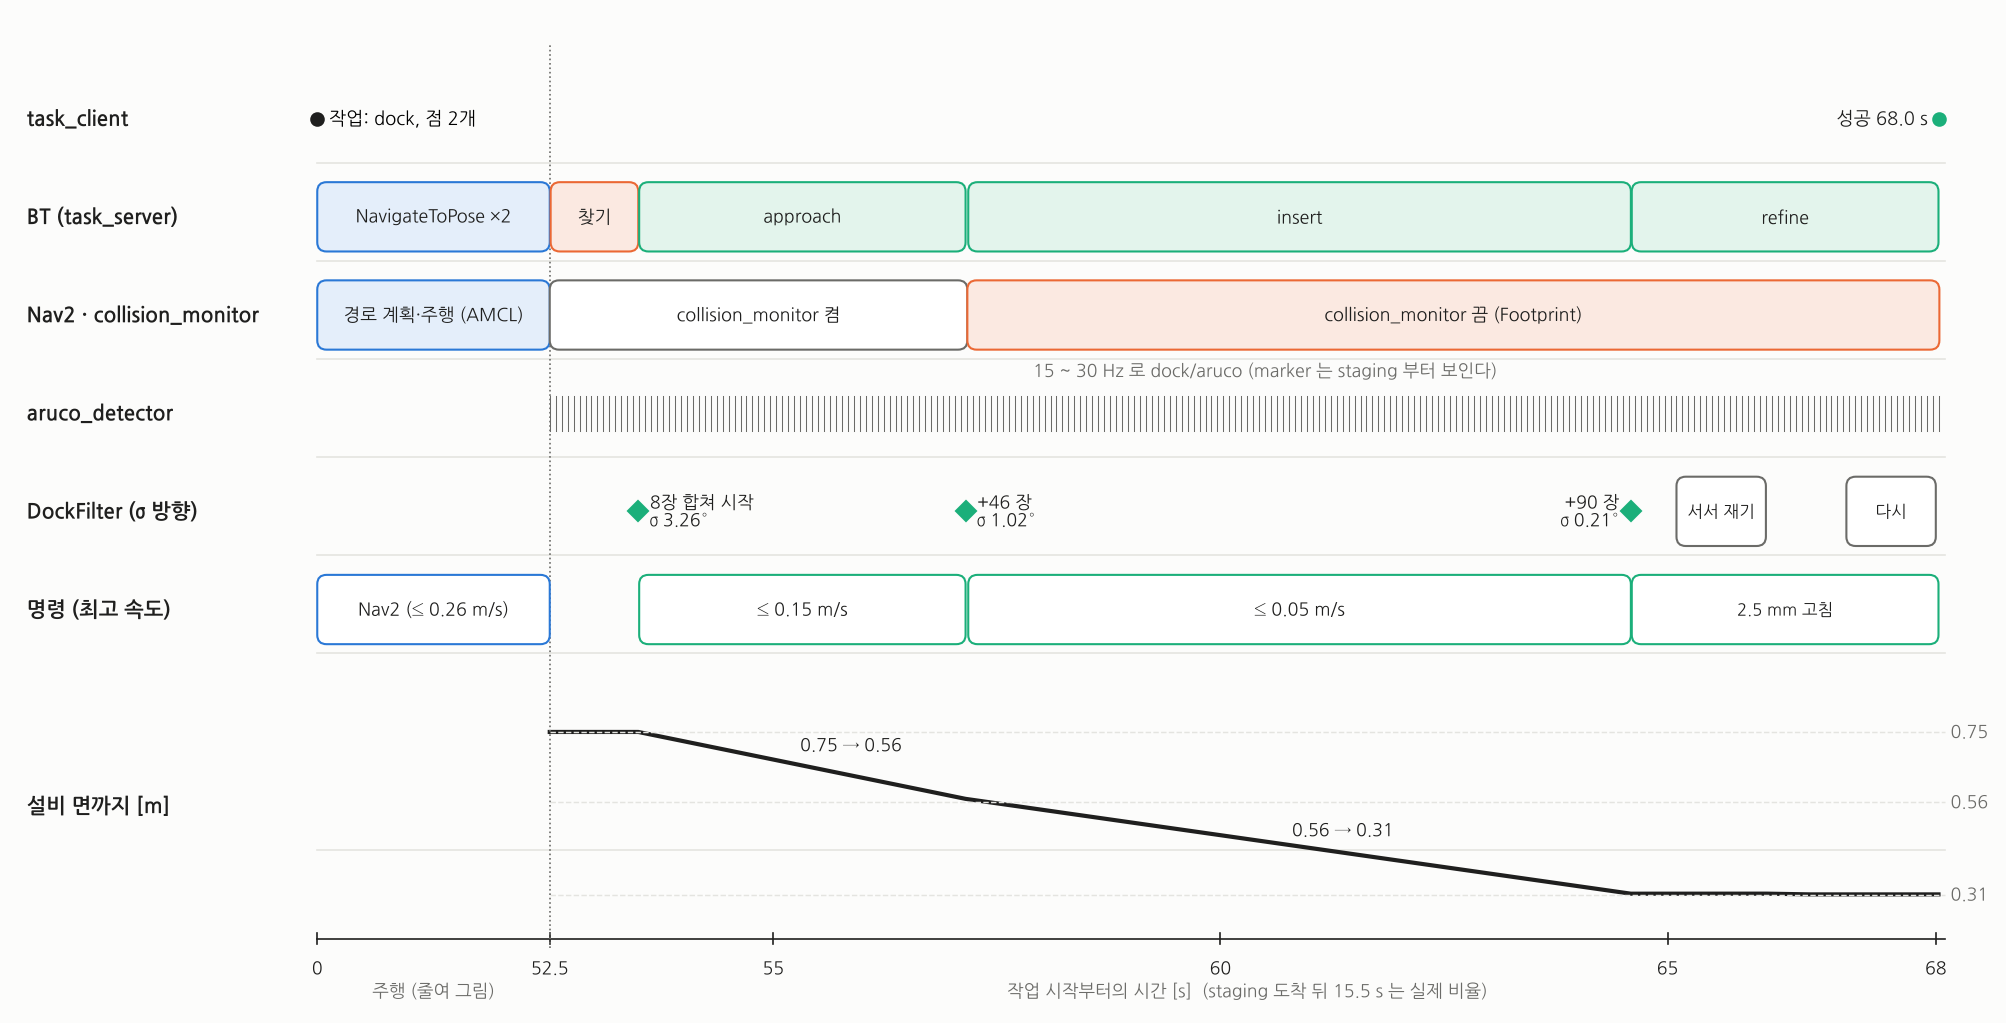 task_client
작업: dock, 점 2개
성공 68.0 s
BT (task_server)
NavigateToPose ×2
찾기
approach
insert
refine
Nav2 · collision_monitor
경로 계획·주행 (AMCL)
collision_monitor 켬
collision_monitor 끔 (Footprint)
15 ~ 30 Hz 로 dock/aruco (marker 는 staging 부터 보인다)
aruco_detector
DockFilter (σ 방향)
8장 합쳐 시작
σ 3.26°
+46 장
σ 1.02°
+90 장
σ 0.21°
서서 재기
다시
명령 (최고 속도)
Nav2 (≤ 0.26 m/s)
≤ 0.15 m/s
≤ 0.05 m/s
2.5 mm 고침
설비 면까지 [m]
0.75 → 0.56
0.56 → 0.31
0.75
0.56
0.31
0
52.5
55
60
65
68
주행 (줄여 그림)
작업 시작부터의 시간 [s] (staging 도착 뒤 15.5 s 는 실제 비율)